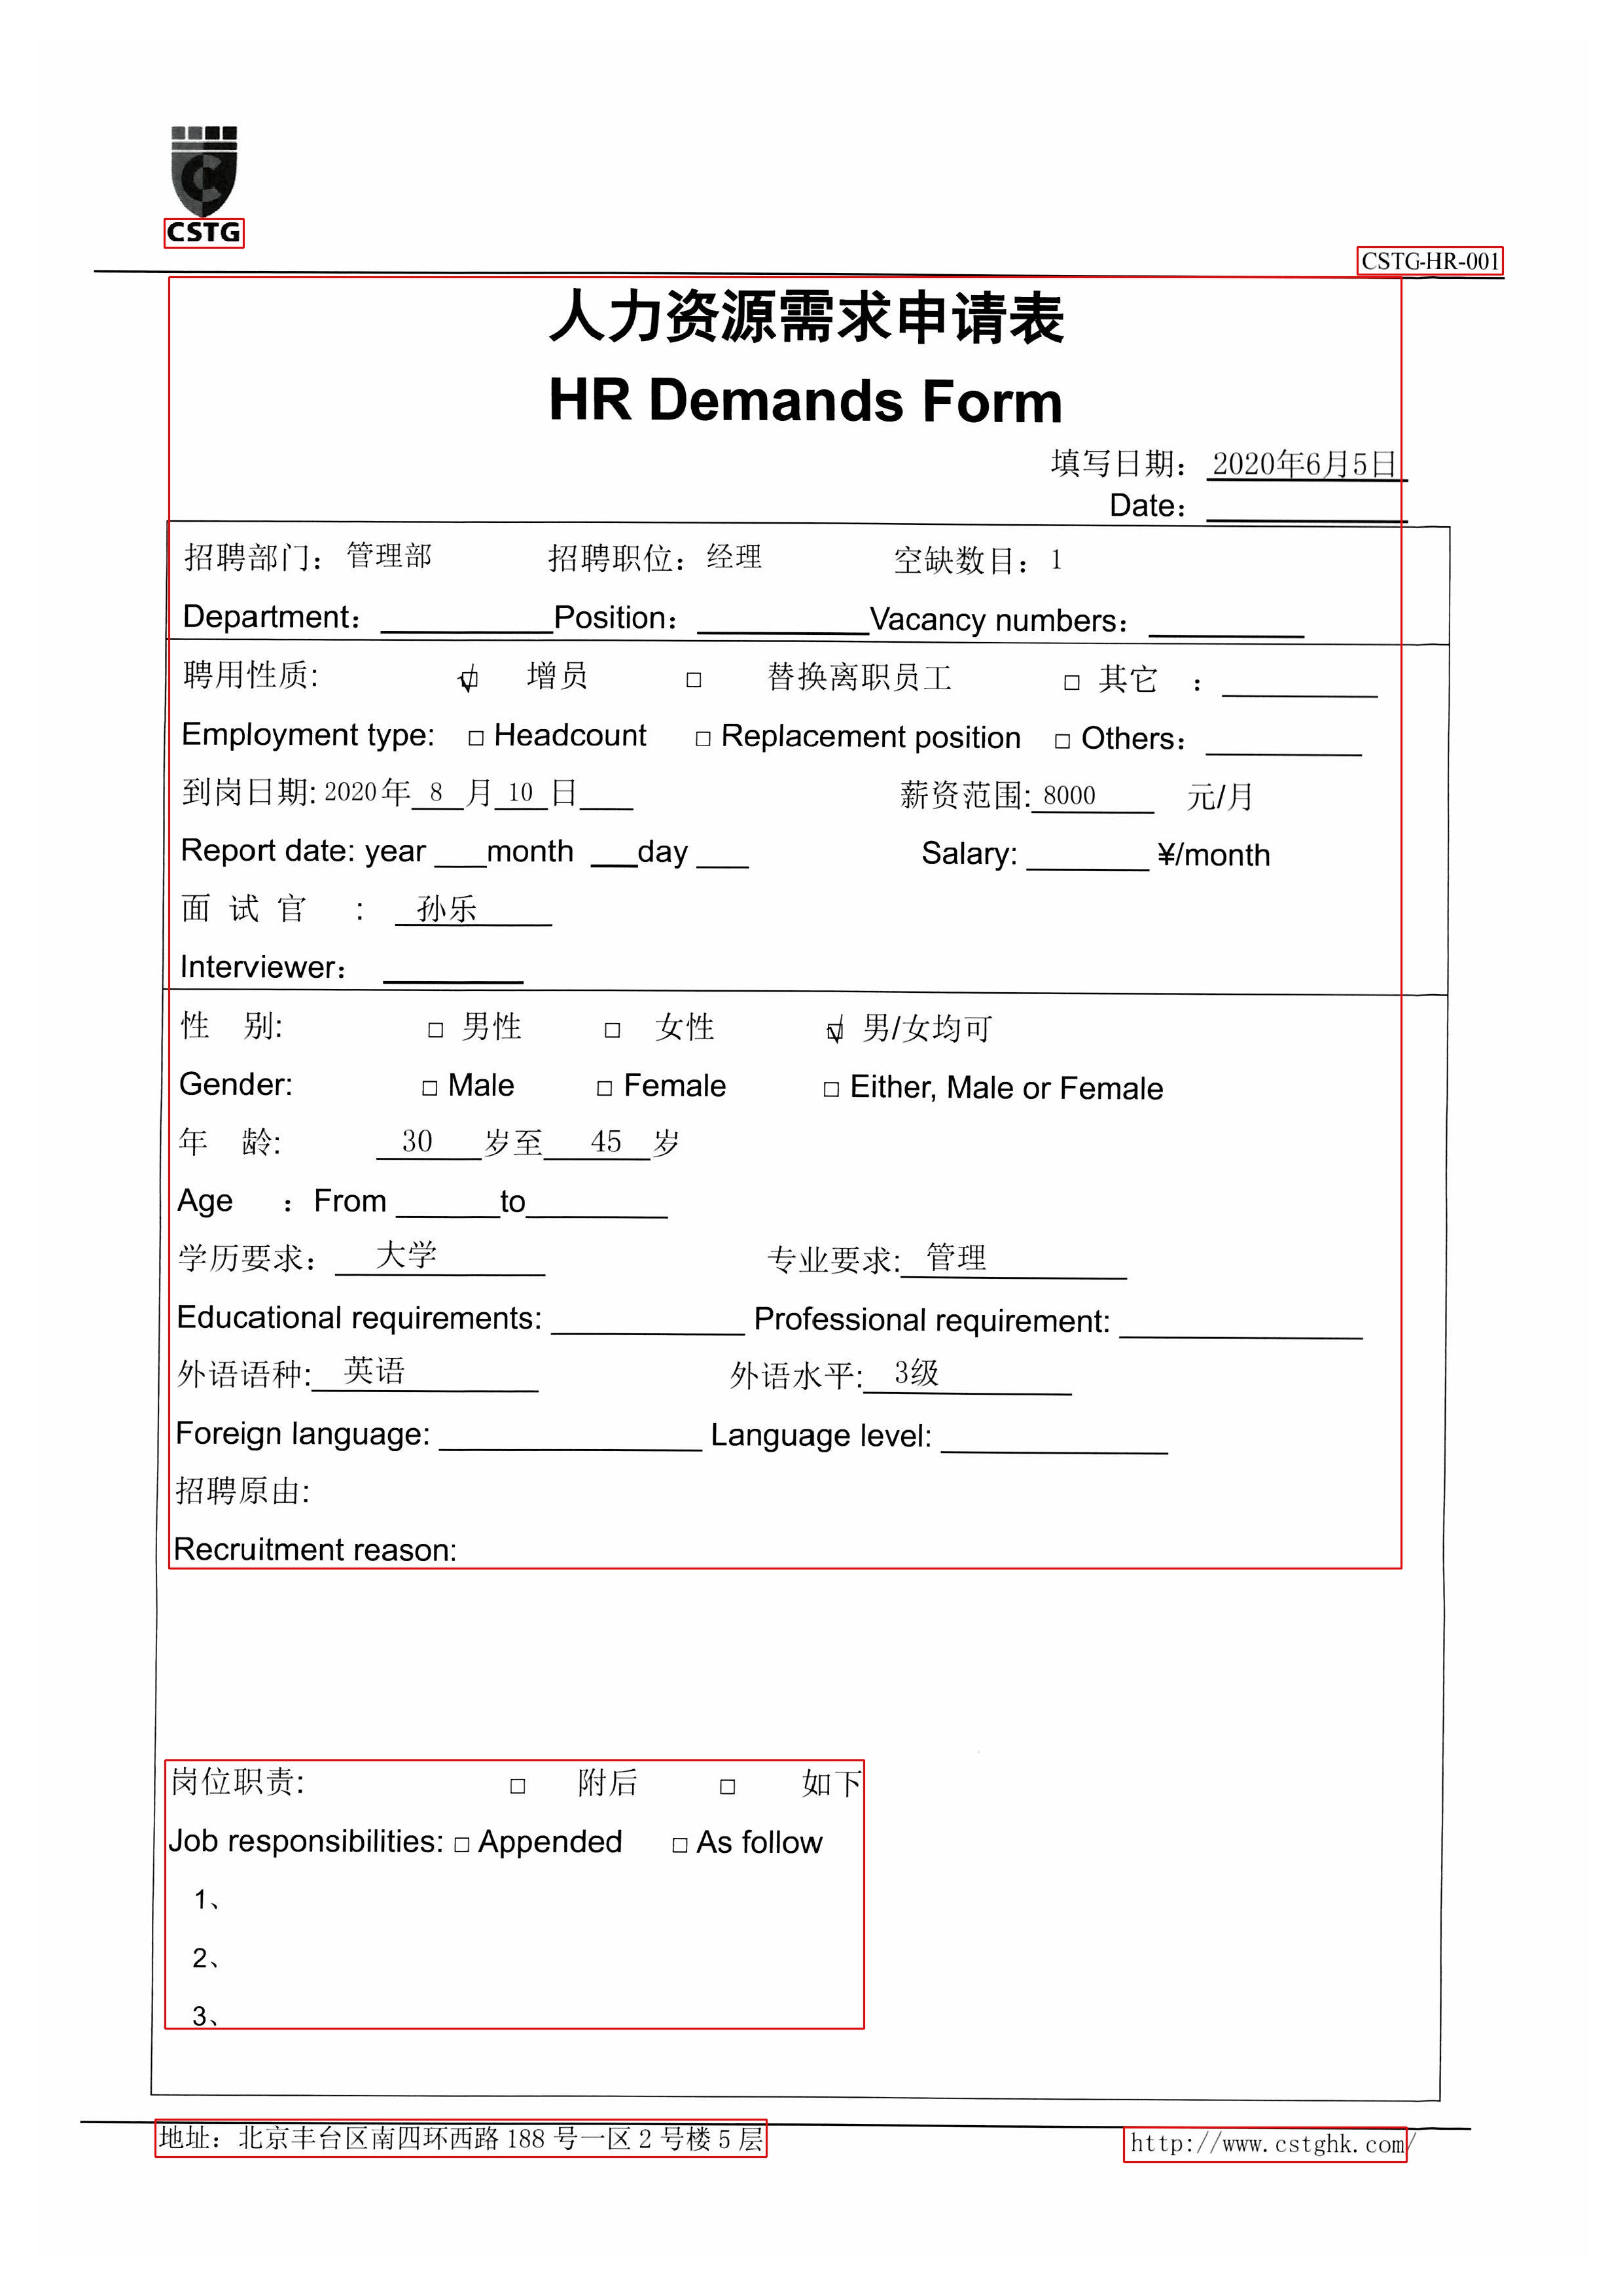 CSTG
CSTG-HR-001
人力资源需求申请表
HR Demands Form
填写日期：2020年6月5日
Date：
招聘部门：管理部 招聘职位：经理 空缺数目：1
Department： Position： Vacancy numbers：
聘用性质: ☑ 增员 □ 替换离职员工 □ 其它 ：
Employment type: □ Headcount □ Replacement position □ Others：
到岗日期: 2020年 8 月 10 日 薪资范围: 8000 元/月
Report date: year month day Salary: ¥/month
面 试 官 ： 孙乐
Interviewer：
性 别: □ 男性 □ 女性 ☑ 男/女均可
Gender: □ Male □ Female □ Either, Male or Female
年 龄: 30 岁至 45 岁
Age ：From to
学历要求： 大学 专业要求: 管理
Educational requirements: Professional requirement:
外语语种: 英语 外语水平: 3级
Foreign language: Language level:
招聘原由:
Recruitment reason:
岗位职责: □ 附后 □ 如下
Job responsibilities: □ Appended □ As follow
1、
2、
3、
地址：北京丰台区南四环西路 188 号一区 2 号楼 5 层
http://www.cstghk.com/